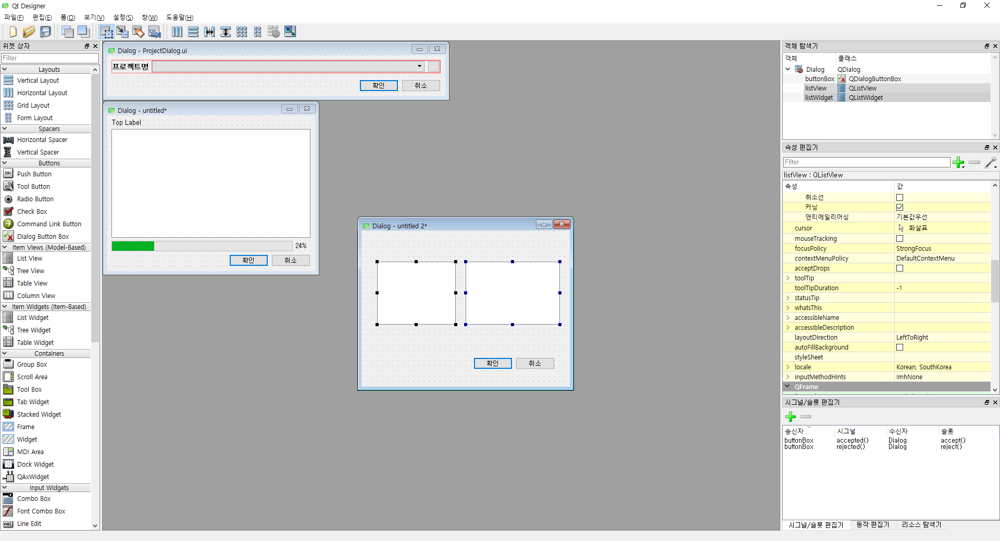 Qt Designer
파일(F) 편집(E) 폼(O) 보기(V) 설정(S) 창(W) 도움말(H)
위젯 상자
Filter
Layouts
Vertical Layout
Horizontal Layout
Grid Layout
Form Layout
Spacers
Horizontal Spacer
Vertical Spacer
Buttons
Push Button
Tool Button
Radio Button
Check Box
Command Link Button
Dialog Button Box
Item Views (Model-Based)
List View
Tree View
Table View
Column View
Item Widgets (Item-Based)
List Widget
Tree Widget
Table Widget
Containers
Group Box
Scroll Area
Tool Box
Tab Widget
Stacked Widget
Frame
Widget
MDI Area
Dock Widget
QAxWidget
Input Widgets
Combo Box
Font Combo Box
Line Edit
Dialog - ProjectDialog.ui
프로젝트명
확인 취소
Dialog - untitled*
Top Label
24%
확인 취소
Dialog - untitled 2*
확인 취소
객체 탐색기
객체 클래스
Dialog QDialog
buttonBox QDialogButtonBox
listView QListView
listWidget QListWidget
속성 편집기
Filter
listView : QListView
속성 값
취소선
커닝
앤티에일리어싱 기본값우선
cursor 화살표
mouseTracking
focusPolicy StrongFocus
contextMenuPolicy DefaultContextMenu
acceptDrops
toolTip
toolTipDuration -1
statusTip
whatsThis
accessibleName
accessibleDescription
layoutDirection LeftToRight
autoFillBackground
styleSheet
locale Korean, SouthKorea
inputMethodHints ImhNone
QFrame
시그널/슬롯 편집기
송신자 시그널 수신자 슬롯
buttonBox accepted() Dialog accept()
buttonBox rejected() Dialog reject()
시그널/슬롯 편집기 동작 편집기 리소스 탐색기